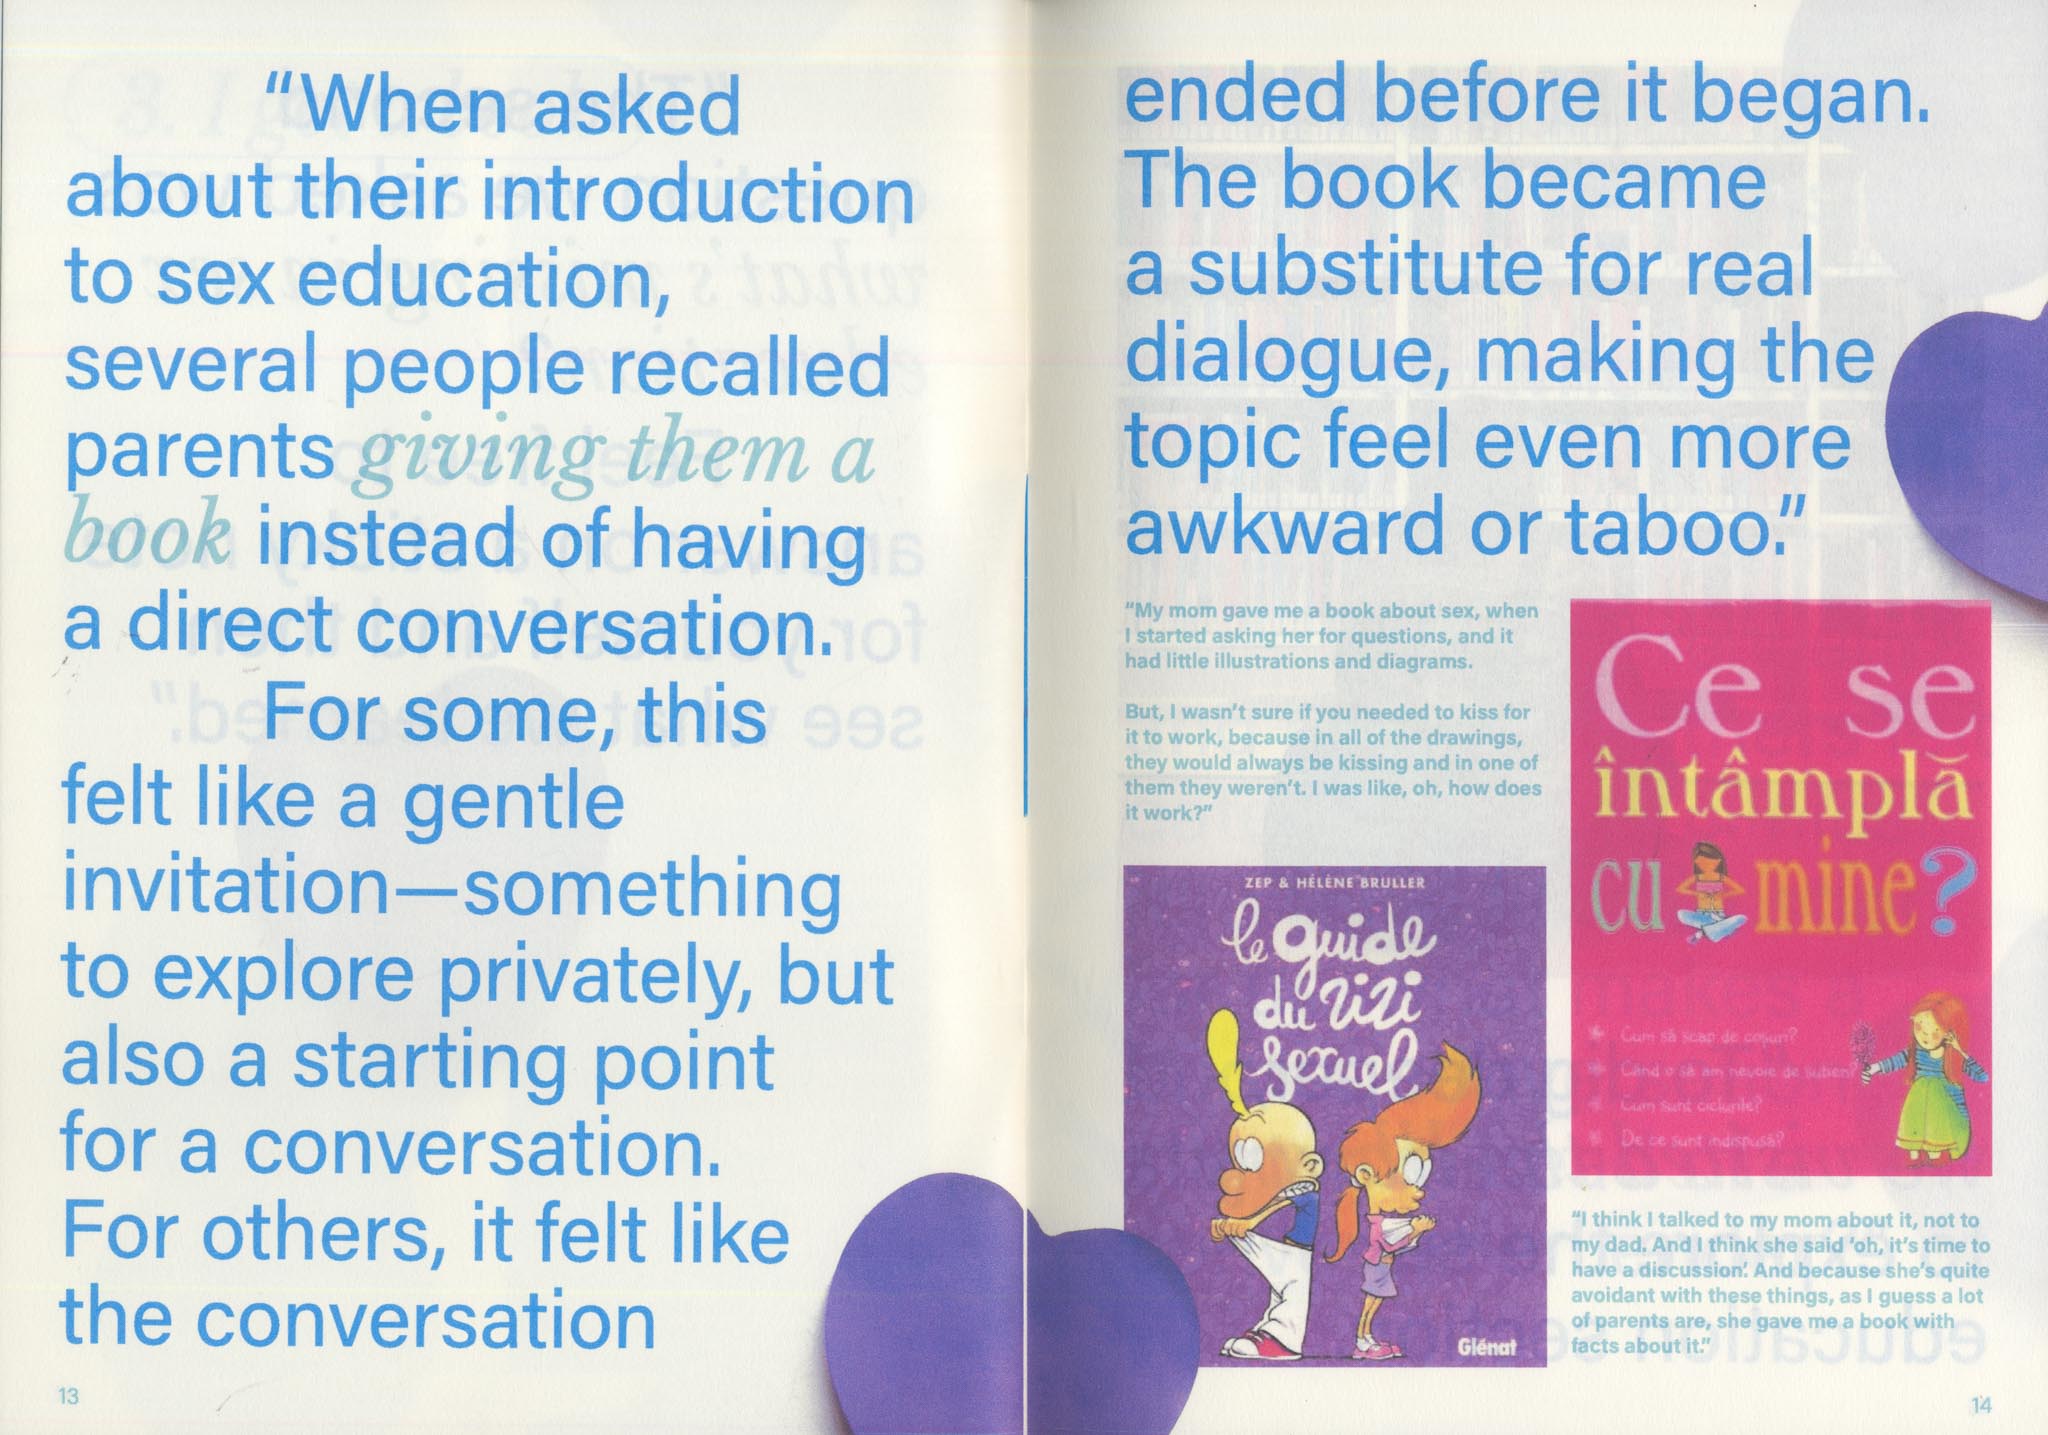 “When asked
about their introduction
to sex education,
several people recalled
parents giving them a
book instead of having
a direct conversation.
For some, this
felt like a gentle
invitation—something
to explore privately, but
also a starting point
for a conversation.
For others, it felt like
the conversation
13
ended before it began.
The book became
a substitute for real
dialogue, making the
topic feel even more
awkward or taboo.”
“My mom gave me a book about sex, when
I started asking her for questions, and it
had little illustrations and diagrams.
But, I wasn’t sure if you needed to kiss for
it to work, because in all of the drawings,
they would always be kissing and in one of
them they weren’t. I was like, oh, how does
it work?”
ZEP & HÉLÈNE BRULLER
le guide
du zizi
sexuel
Glénat
Ce se
întâmplă
cu mine?
Cum să scap de coșuri?
Când o să am nevoie de sutien?
Cum sunt ciclurile?
De ce sunt indispusă?
“I think I talked to my mom about it, not to
my dad. And I think she said ‘oh, it’s time to
have a discussion’. And because she’s quite
avoidant with these things, as I guess a lot
of parents are, she gave me a book with
facts about it.”
14